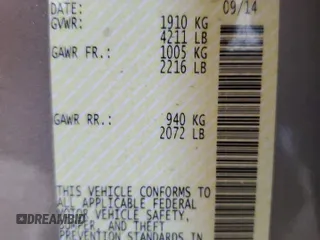 DATE: 09/14
GVWR: 1910 KG
4211 LB
GAWR FR.: 1005 KG
2216 LB
GAWR RR.: 940 KG
2072 LB
THIS VEHICLE CONFORMS TO
ALL APPLICABLE FEDERAL
MOTOR VEHICLE SAFETY,
AND THEFT
PREVENTION STANDARDS IN
DREAMBID